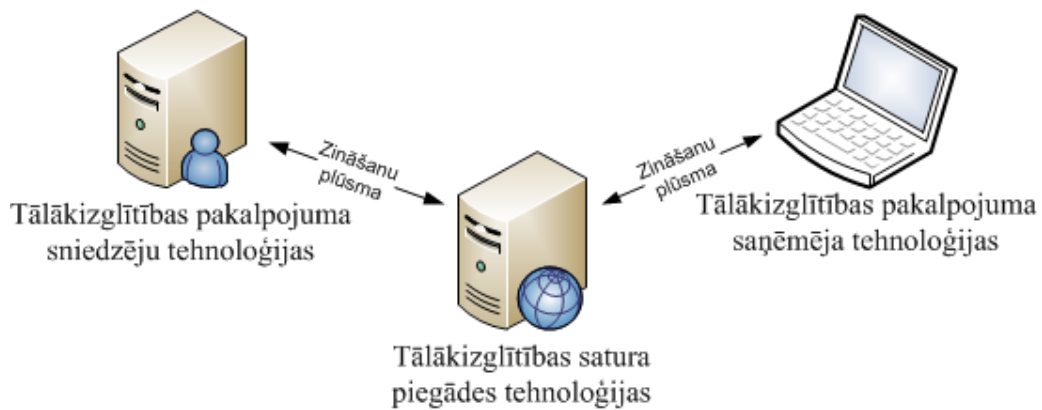 Zināšanu
plūsma
Zināšanu
plūsma
Tālākizglītības pakalpojuma
sniedzēju tehnoloģijas
Tālākizglītības pakalpojuma
saņēmēja tehnoloģijas
Tālākizglītības satura
piegādes tehnoloģijas